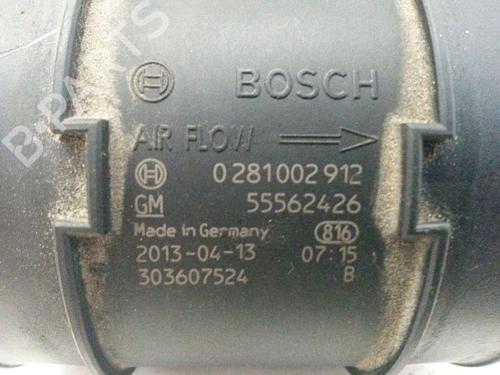 B-PARTS
BOSCH
AIR FLOW
0 281 002 912
GM 55562426
Made in Germany 816
2013-04-13 07:15
303607524 B